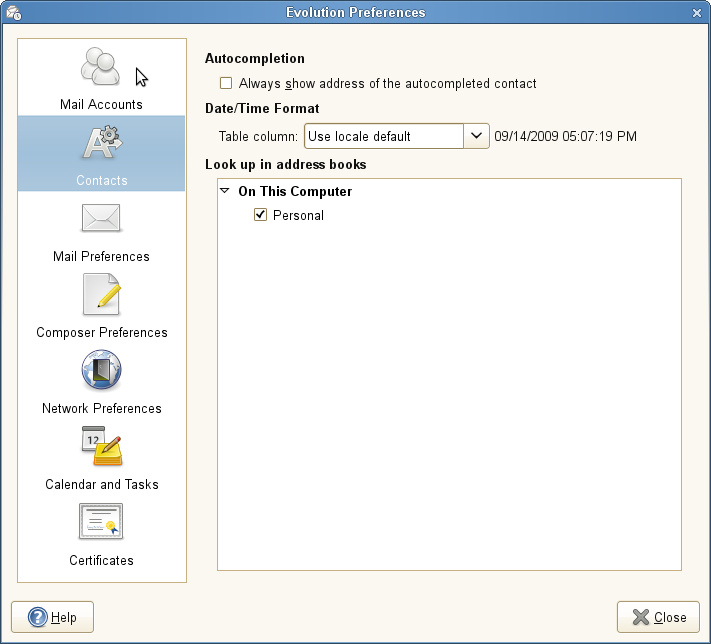 Evolution Preferences
Mail Accounts
Contacts
Mail Preferences
Composer Preferences
Network Preferences
12
Calendar and Tasks
Certificates
Autocompletion
Always show address of the autocompleted contact
Date/Time Format
Table column: Use locale default 09/14/2009 05:07:19 PM
Look up in address books
On This Computer
Personal
Help
Close